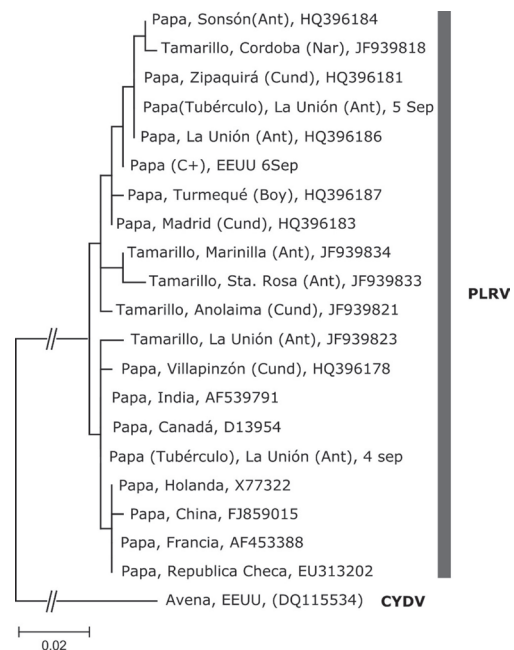 Papa, Sonsón(Ant), HQ396184
Tamarillo, Cordoba (Nar), JF939818
Papa, Zipaquirá (Cund), HQ396181
Papa(Tubérculo), La Unión (Ant), 5 Sep
Papa, La Unión (Ant), HQ396186
Papa (C+), EEUU 6Sep
Papa, Turmequé (Boy), HQ396187
Papa, Madrid (Cund), HQ396183
Tamarillo, Marinilla (Ant), JF939834
Tamarillo, Sta. Rosa (Ant), JF939833
PLRV
Tamarillo, Anolaima (Cund), JF939821
Tamarillo, La Unión (Ant), JF939823
Papa, Villapinzón (Cund), HQ396178
Papa, India, AF539791
Papa, Canadá, D13954
Papa (Tubérculo), La Unión (Ant), 4 sep
Papa, Holanda, X77322
Papa, China, FJ859015
Papa, Francia, AF453388
Papa, Republica Checa, EU313202
Avena, EEUU, (DQ115534) CYDV
0.02